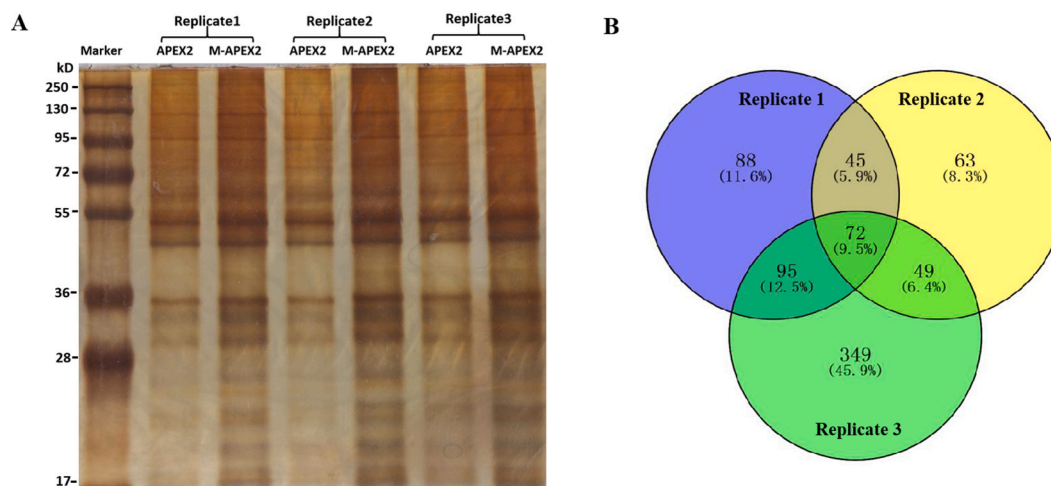 A
Replicate1 Replicate2 Replicate3
Marker APEX2 M-APEX2 APEX2 M-APEX2 APEX2 M-APEX2
kD
250
130
95
72
55
36
28
17
B
Replicate 1 Replicate 2
88 45 63
(11.6%) (5.9%) (8.3%)
72
(9.5%)
95 49
(12.5%) (6.4%)
349
(45.9%)
Replicate 3